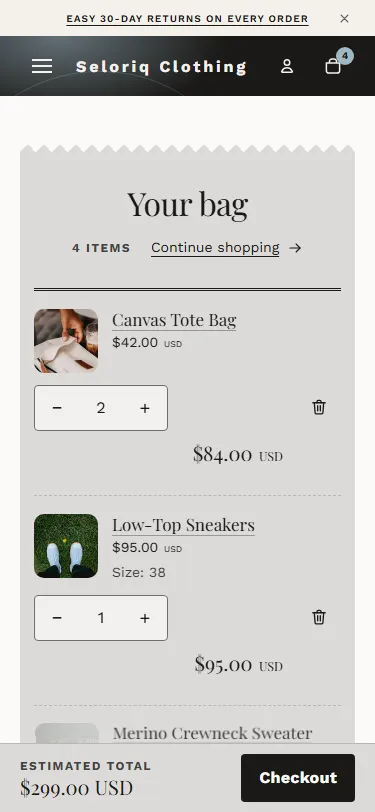 EASY 30-DAY RETURNS ON EVERY ORDER
Seloriq Clothing
4
Your bag
4 ITEMS Continue shopping
Canvas Tote Bag
$42.00 USD
2
$84.00 USD
Low-Top Sneakers
$95.00 USD
Size: 38
1
$95.00 USD
Merino Crewneck Sweater
ESTIMATED TOTAL
$299.00 USD
Checkout